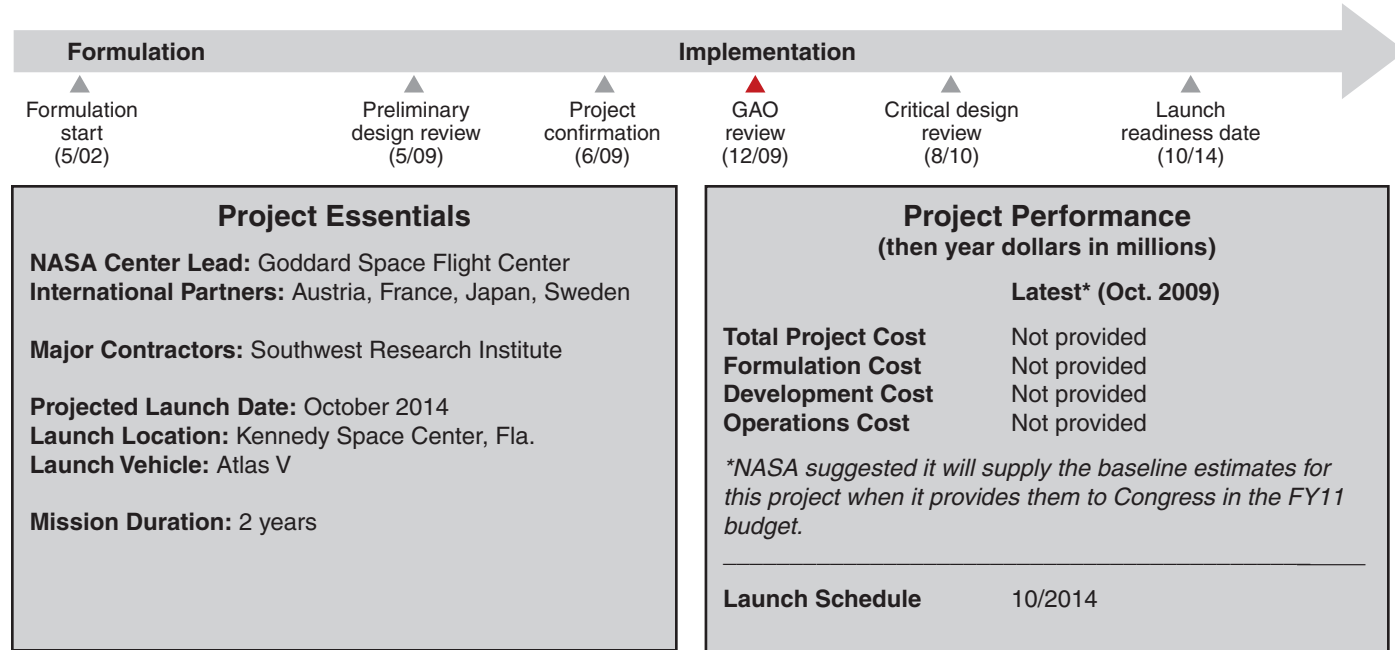 Formulation
Implementation
Formulation
start
(5/02)
Preliminary
design review
(5/09)
Project
confirmation
(6/09)
GAO
review
(12/09)
Critical design
review
(8/10)
Launch
readiness date
(10/14)
Project Essentials
NASA Center Lead: Goddard Space Flight Center
International Partners: Austria, France, Japan, Sweden
Major Contractors: Southwest Research Institute
Projected Launch Date: October 2014
Launch Location: Kennedy Space Center, Fla.
Launch Vehicle: Atlas V
Mission Duration: 2 years
Project Performance
(then year dollars in millions)
Latest* (Oct. 2009)
Total Project Cost Not provided
Formulation Cost Not provided
Development Cost Not provided
Operations Cost Not provided
*NASA suggested it will supply the baseline estimates for
this project when it provides them to Congress in the FY11
budget.
Launch Schedule 10/2014